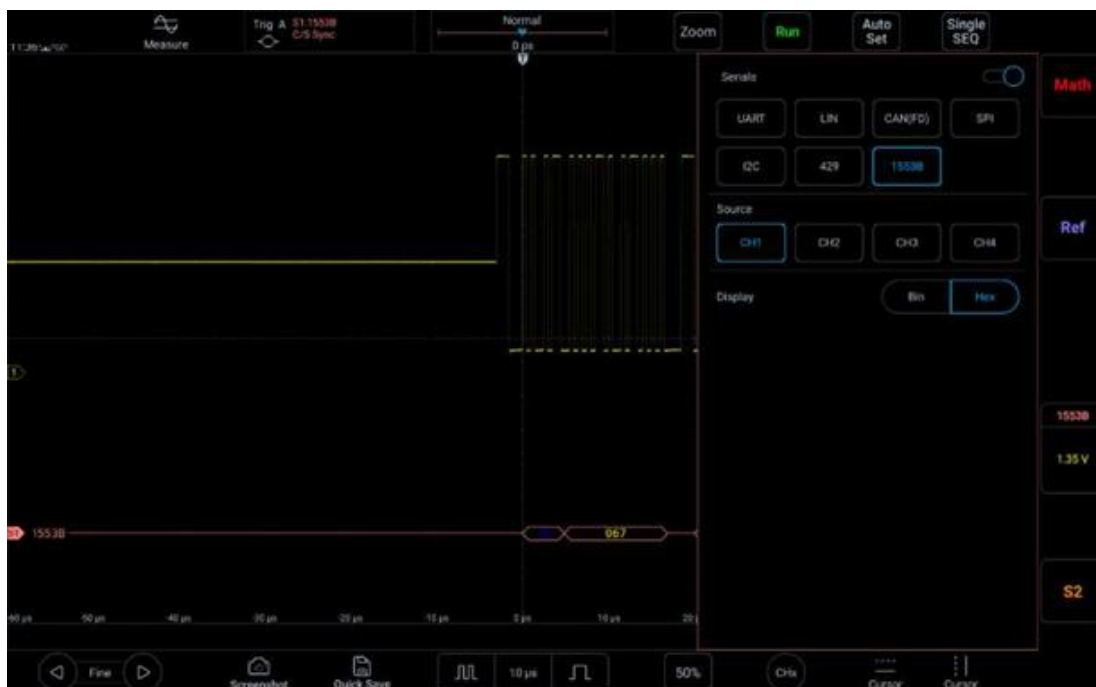 Measure
Trig A S1:1553B
C/S Sync
Normal
0 ps
T
Zoom
Run
Auto
Set
Single
SEQ
Serials
UART
LIN
CAN(FD)
SPI
I2C
429
1553B
Source
CH1
CH2
CH3
CH4
Display
Bin
Hex
Math
Ref
1553B
1.35 V
S2
1
S1 1553B
067
-50 µs
-40 µs
-30 µs
-20 µs
-10 µs
0 ps
10 µs
Fine
Screenshot
Quick Save
10 µs
50%
CHx
Cursor
Cursor